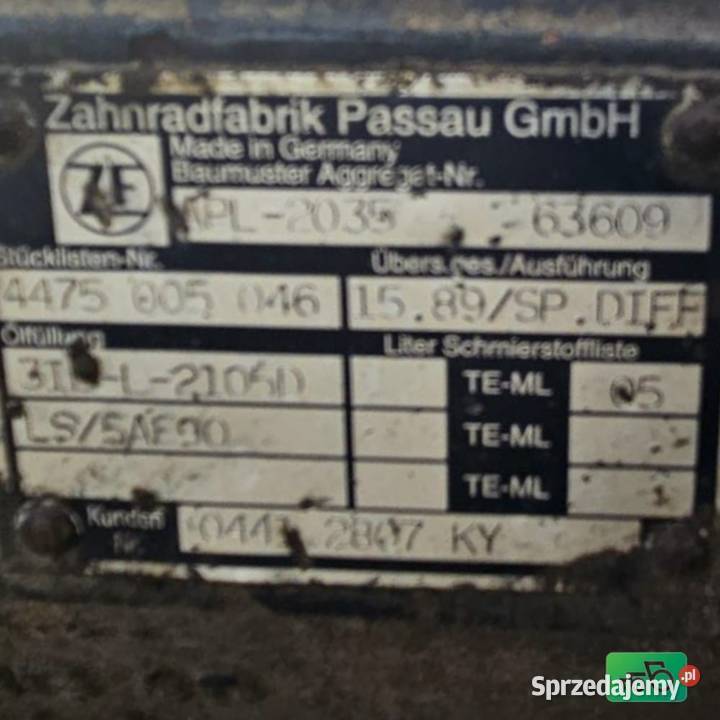 Zahnradfabrik Passau GmbH
ZF
Made in Germany
Baumuster Aggregat-Nr.
APL-2035 63609
Stücklisten-Nr. Übers.ges./Ausführung
4475 005 046 15.89/SP.DIFF
Ölfüllung Liter Schmierstoffliste
TE-ML 05
TE-ML
TE-ML
Kunden Nr. 2807 KY
Sprzedajemy.pl